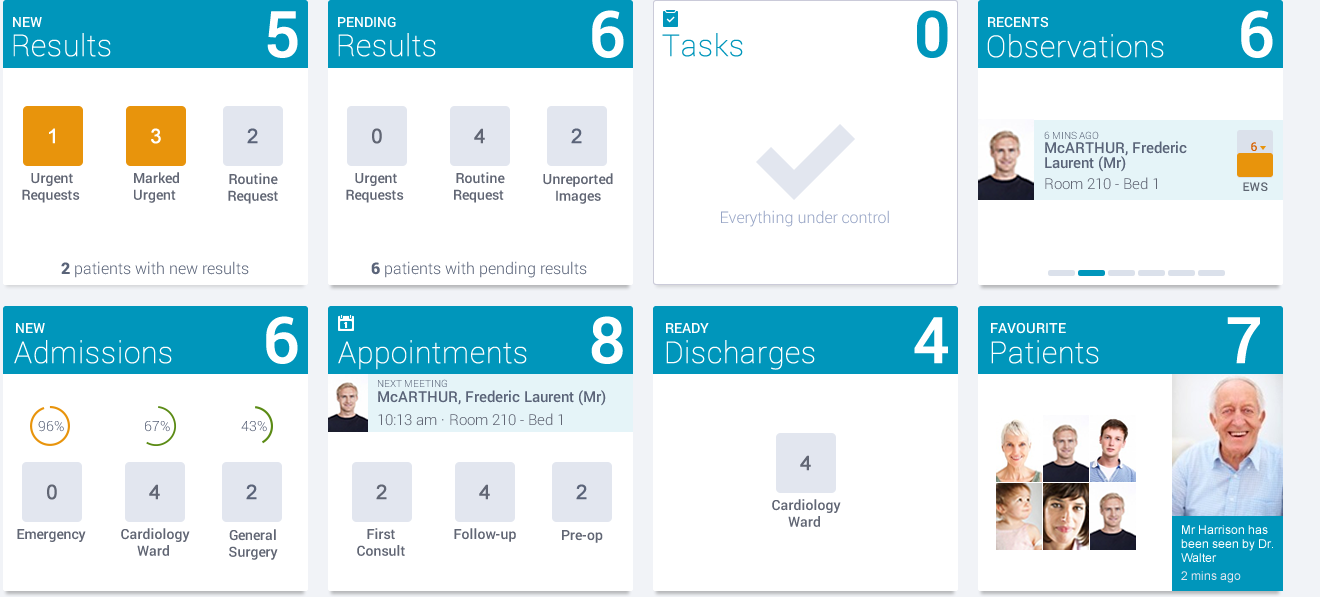 NEW
Results
5
1
3
2
Urgent
Requests
Marked
Urgent
Routine
Request
2 patients with new results
PENDING
Results
6
0
4
2
Urgent
Requests
Routine
Request
Unreported
Images
6 patients with pending results
Tasks
0
Everything under control
RECENTS
Observations
6
6 MINS AGO
McARTHUR, Frederic
Laurent (Mr)
Room 210 - Bed 1
6
EWS
NEW
Admissions
6
96%
67%
43%
0
4
2
Emergency
Cardiology
Ward
General
Surgery
1
Appointments
8
NEXT MEETING
McARTHUR, Frederic Laurent (Mr)
10:13 am · Room 210 - Bed 1
2
4
2
First
Consult
Follow-up
Pre-op
READY
Discharges
4
4
Cardiology
Ward
FAVOURITE
Patients
7
Mr Harrison has
been seen by Dr.
Walter
2 mins ago